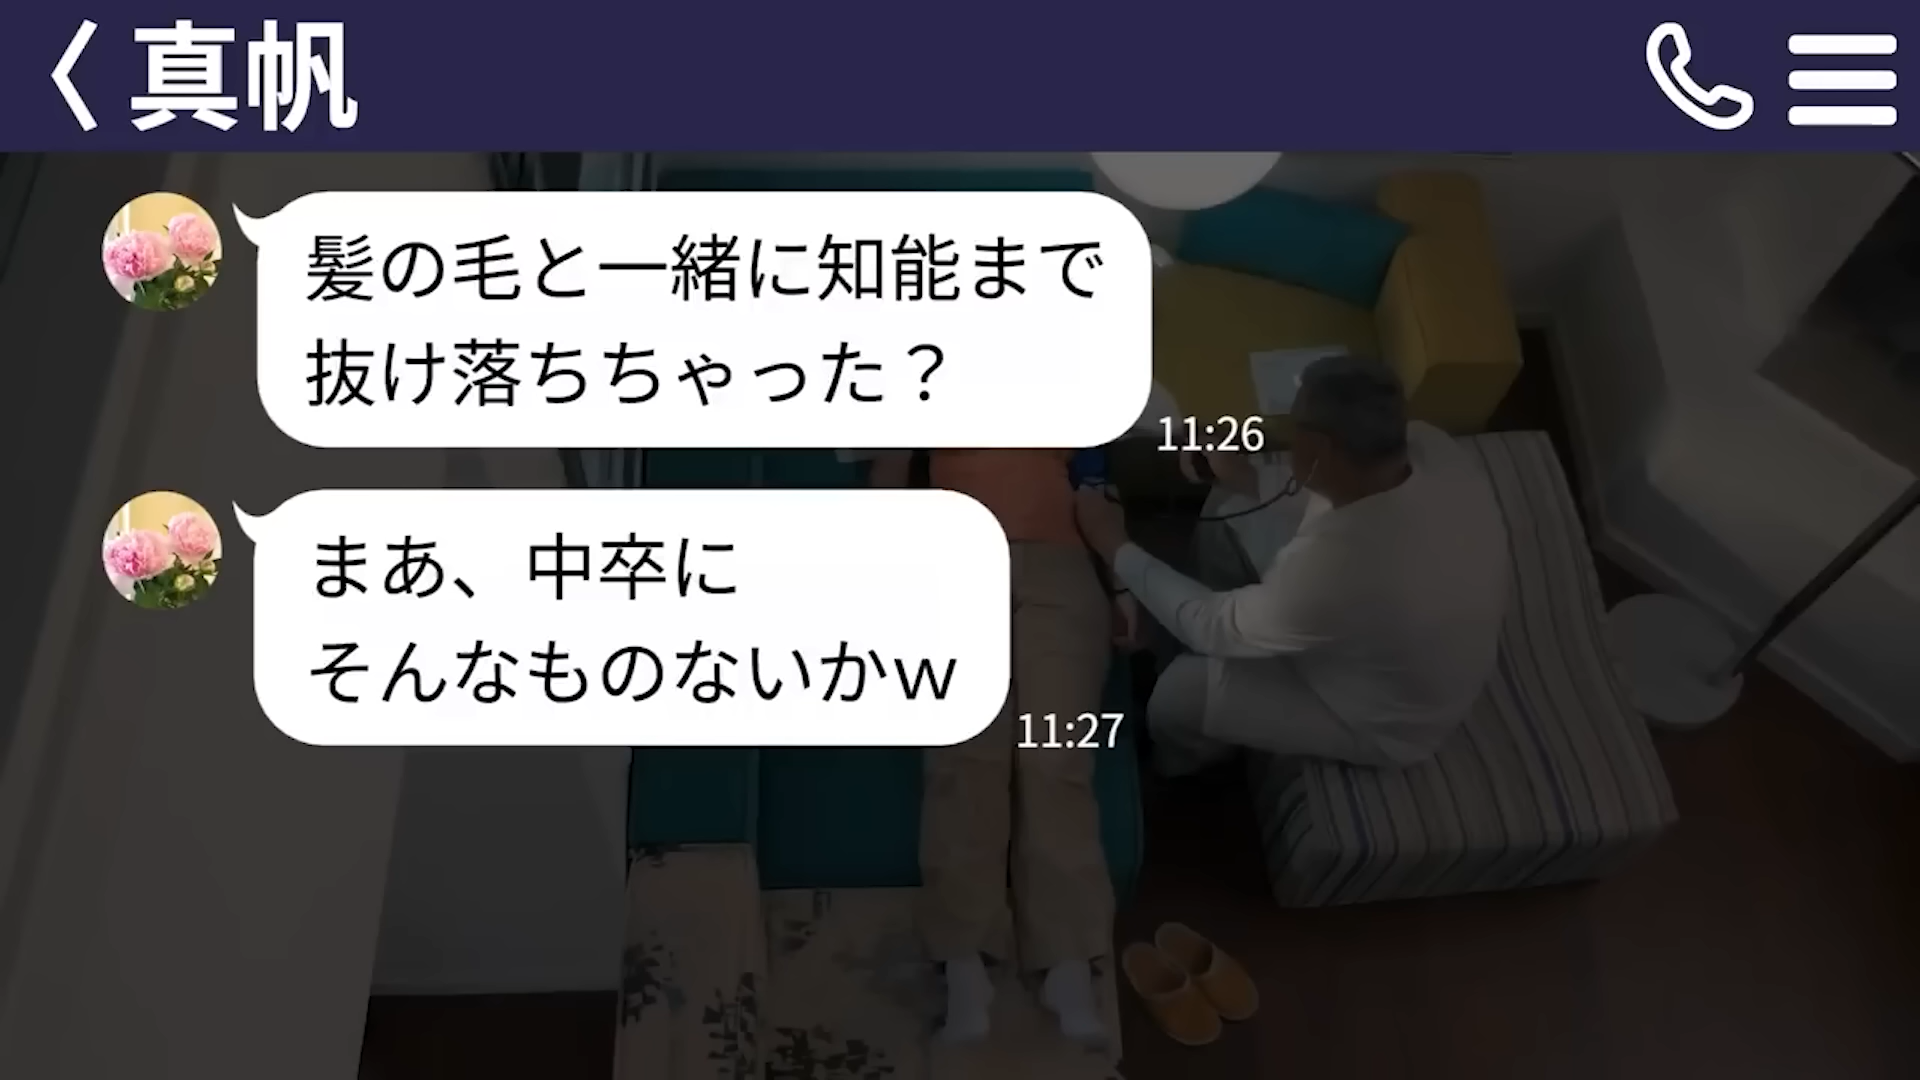 真帆
髪の毛と一緒に知能まで
抜け落ちちゃった？
11:26
まあ、中卒に
そんなものないかw
11:27